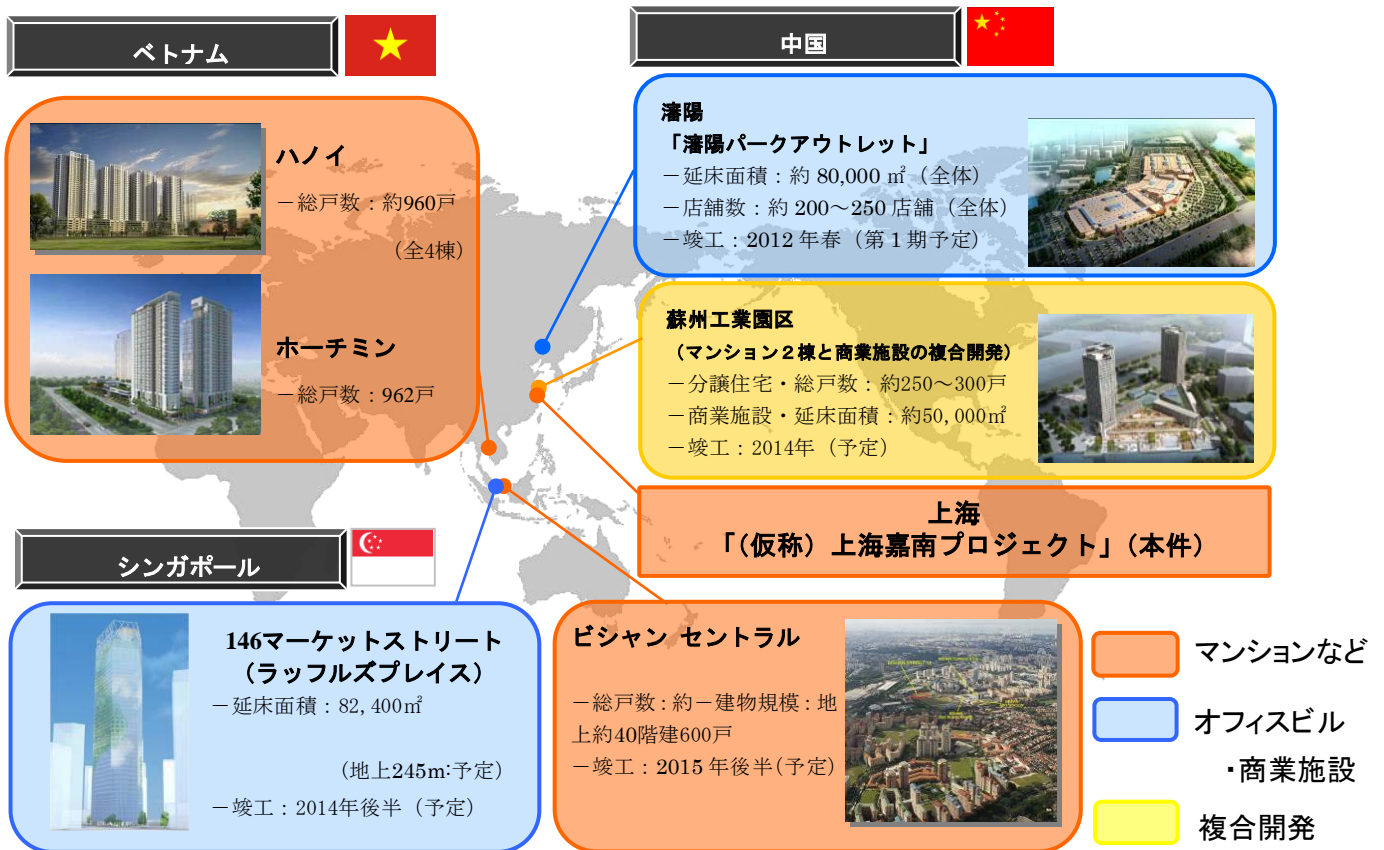 ベトナム
ハノイ
－総戸数：約960戸
（全4棟）
ホーチミン
－総戸数：962戸
中国
瀋陽
「瀋陽パークアウトレット」
－延床面積：約 80,000 ㎡（全体）
－店舗数：約 200～250 店舗（全体）
－竣工：2012 年春（第 1 期予定）
蘇州工業園区
（マンション２棟と商業施設の複合開発）
－分譲住宅・総戸数：約250～300戸
－商業施設・延床面積：約50,000㎡
－竣工：2014年（予定）
上海
「（仮称）上海嘉南プロジェクト」（本件）
シンガポール
146マーケットストリート
（ラッフルズプレイス）
－延床面積：82,400㎡
（地上245m:予定）
－竣工：2014年後半（予定）
ビシャン セントラル
－総戸数：約－建物規模：地
上約40階建600戸
－竣工：2015 年後半(予定)
マンションなど
オフィスビル
・商業施設
複合開発